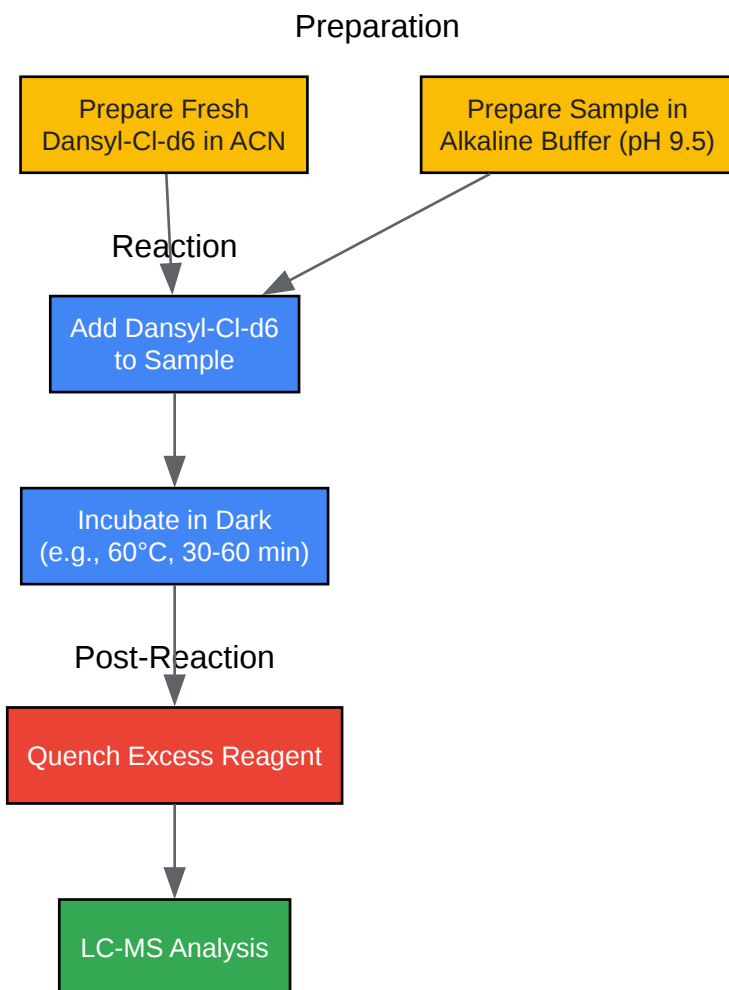 Preparation
Prepare Fresh
Dansyl-Cl-d6 in ACN
Prepare Sample in
Alkaline Buffer (pH 9.5)
Reaction
Add Dansyl-Cl-d6
to Sample
Incubate in Dark
(e.g., 60°C, 30-60 min)
Post-Reaction
Quench Excess Reagent
LC-MS Analysis